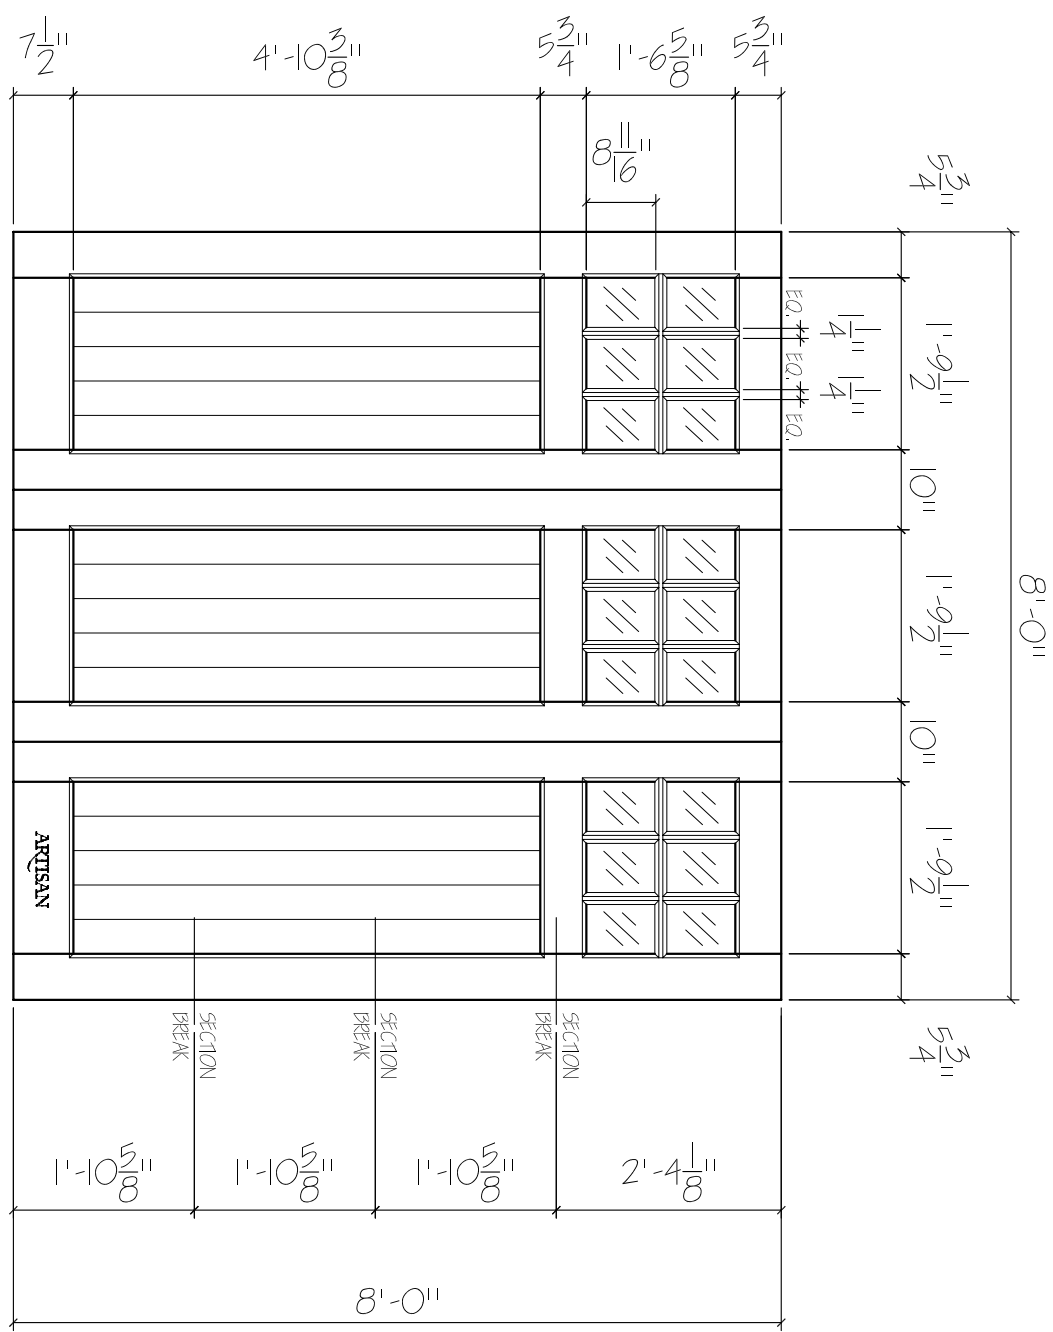 7 1/2"
4'-10 3/8"
5 3/4"
1'-6 5/8"
5 3/4"
8 11/16"
5 3/4"
EQ.
1 1/4"
EQ.
1 1/4"
EQ.
1'-9 1/2"
10"
1'-9 1/2"
8'-0"
10"
1'-9 1/2"
5 3/4"
ARTISAN
SECTION
BREAK
SECTION
BREAK
SECTION
BREAK
1'-10 5/8"
1'-10 5/8"
1'-10 5/8"
2'-4 1/8"
8'-0"